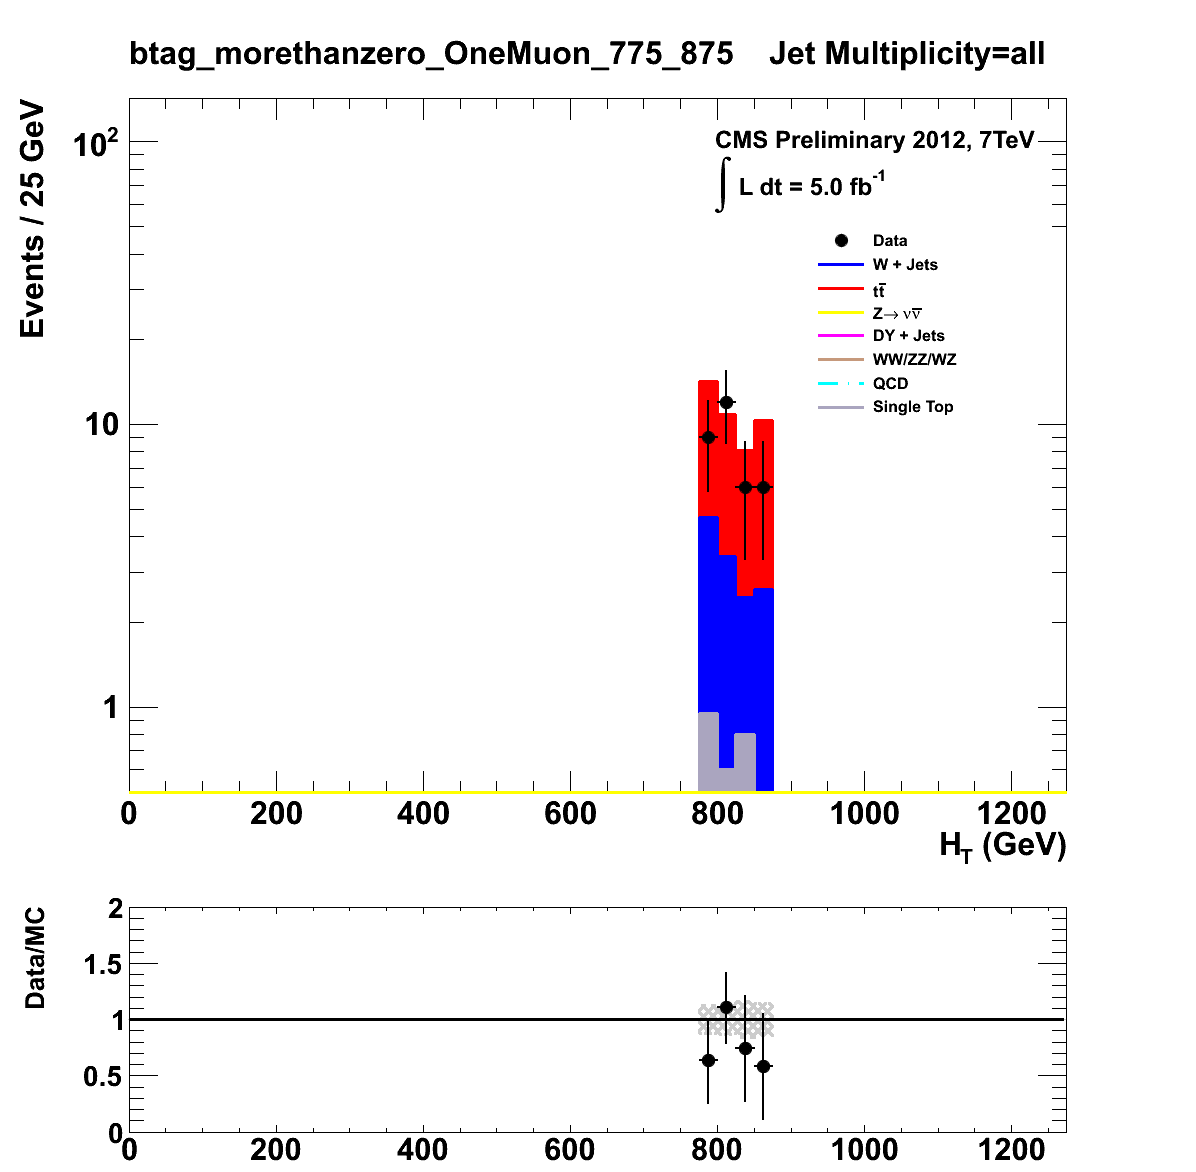 btag_morethanzero_OneMuon_775_875 Jet Multiplicity=all
Events / 25 GeV
10²
10
1
CMS Preliminary 2012, 7TeV
∫ L dt = 5.0 fb⁻¹
Data
W + Jets
tt̅
Z→ νν̅
DY + Jets
WW/ZZ/WZ
QCD
Single Top
0 200 400 600 800 1000 1200
H_T (GeV)
Data/MC
2
1.5
1
0.5
0
0 200 400 600 800 1000 1200